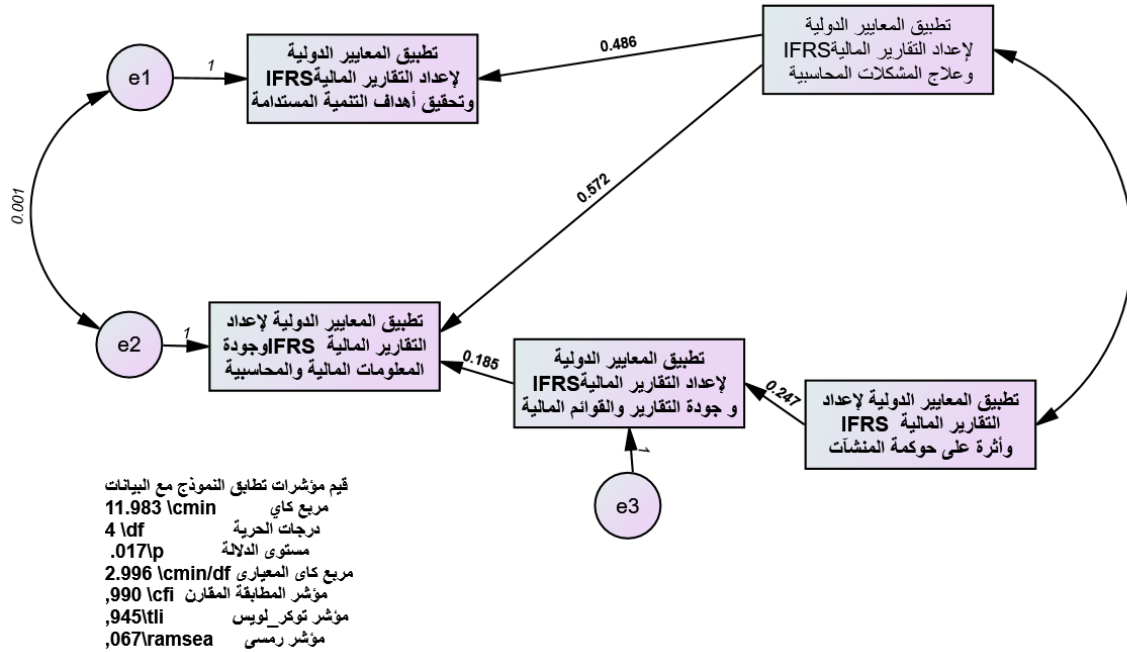 تطبيق المعايير الدولية
لإعداد التقارير الماليةIFRS
وعلاج المشكلات المحاسبية
تطبيق المعايير الدولية
لإعداد التقارير الماليةIFRS
وتحقيق أهداف التنمية المستدامة
0.486
e1
1
0.572
0.001
e2
1
تطبيق المعايير الدولية لإعداد
التقارير المالية IFRSوجودة
المعلومات المالية والمحاسبية
0.185
تطبيق المعايير الدولية
لإعداد التقارير الماليةIFRS
و جودة التقارير والقوائم المالية
0.247
تطبيق المعايير الدولية لإعداد
التقارير المالية IFRS
وأثرة على حوكمة المنشآت
1
e3
قيم مؤشرات تطابق النموذج مع البيانات
مربع كاي 11.983 \cmin
درجات الحرية 4 \df
مستوى الدلالة .017\p
مربع كاى المعيارى 2.996 \cmin/df
مؤشر المطابقة المقارن ,990 \cfi
مؤشر توكر_لويس ,945\tli
مؤشر رمسي ,067\ramsea